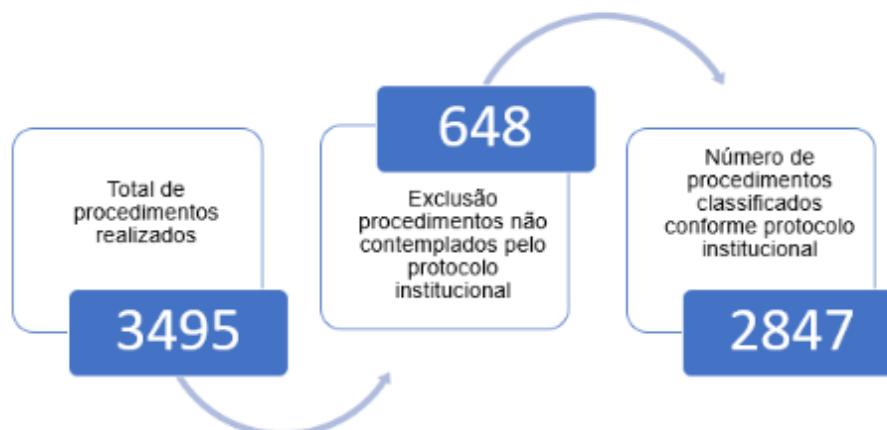 Total de
procedimentos
realizados
3495
648
Exclusão
procedimentos não
contemplados pelo
protocolo
institucional
Número de
procedimentos
classificados
conforme protocolo
institucional
2847